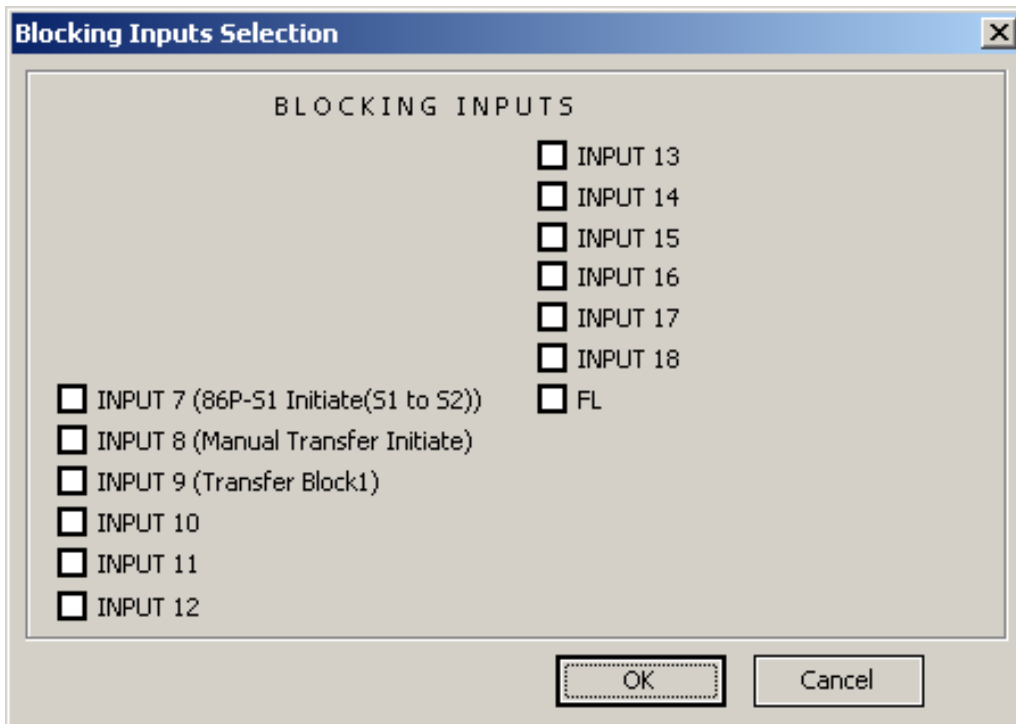 Blocking Inputs Selection
BLOCKING INPUTS
INPUT 13
INPUT 14
INPUT 15
INPUT 16
INPUT 17
INPUT 18
FL
INPUT 7 (86P-S1 Initiate(S1 to S2))
INPUT 8 (Manual Transfer Initiate)
INPUT 9 (Transfer Block1)
INPUT 10
INPUT 11
INPUT 12
OK
Cancel